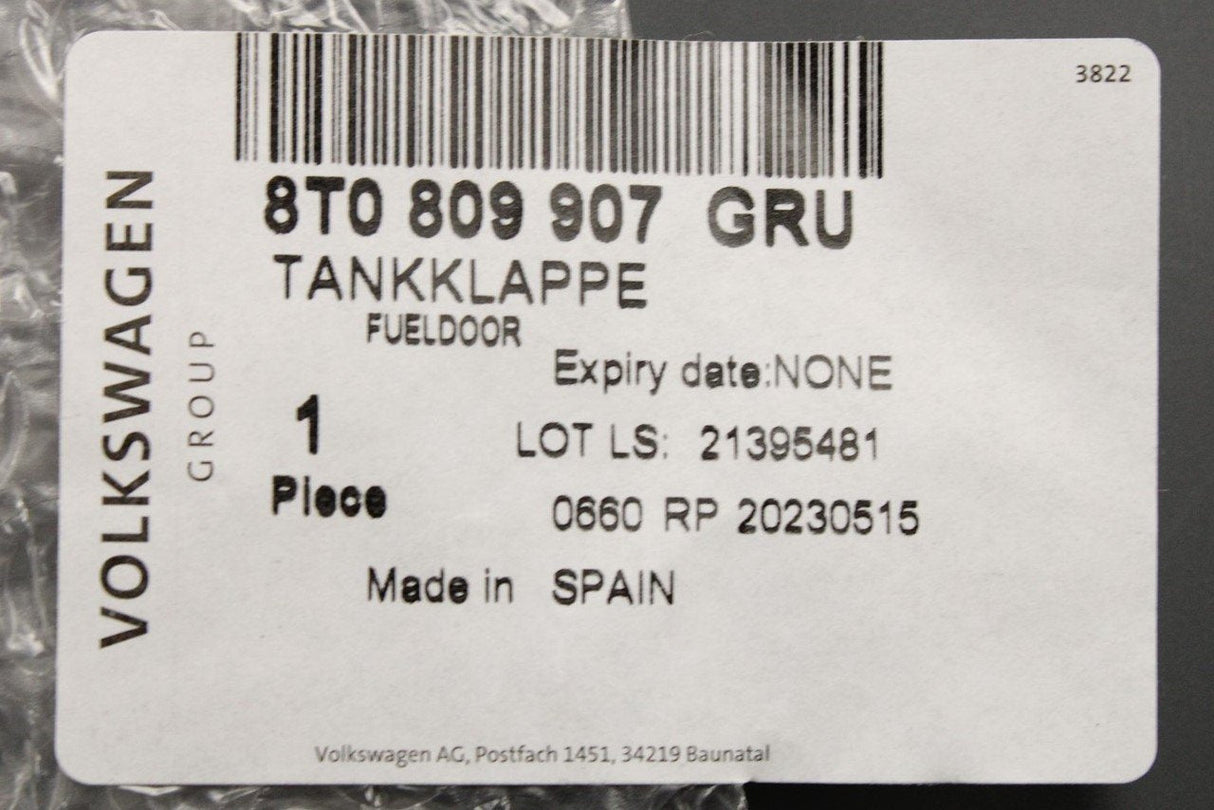 3822
VOLKSWAGEN
GROUP
8T0 809 907 GRU
TANKKLAPPE
FUELDOOR
Expiry date:NONE
1
LOT LS: 21395481
Piece
0660 RP 20230515
Made in SPAIN
Volkswagen AG, Postfach 1451, 34219 Baunatal